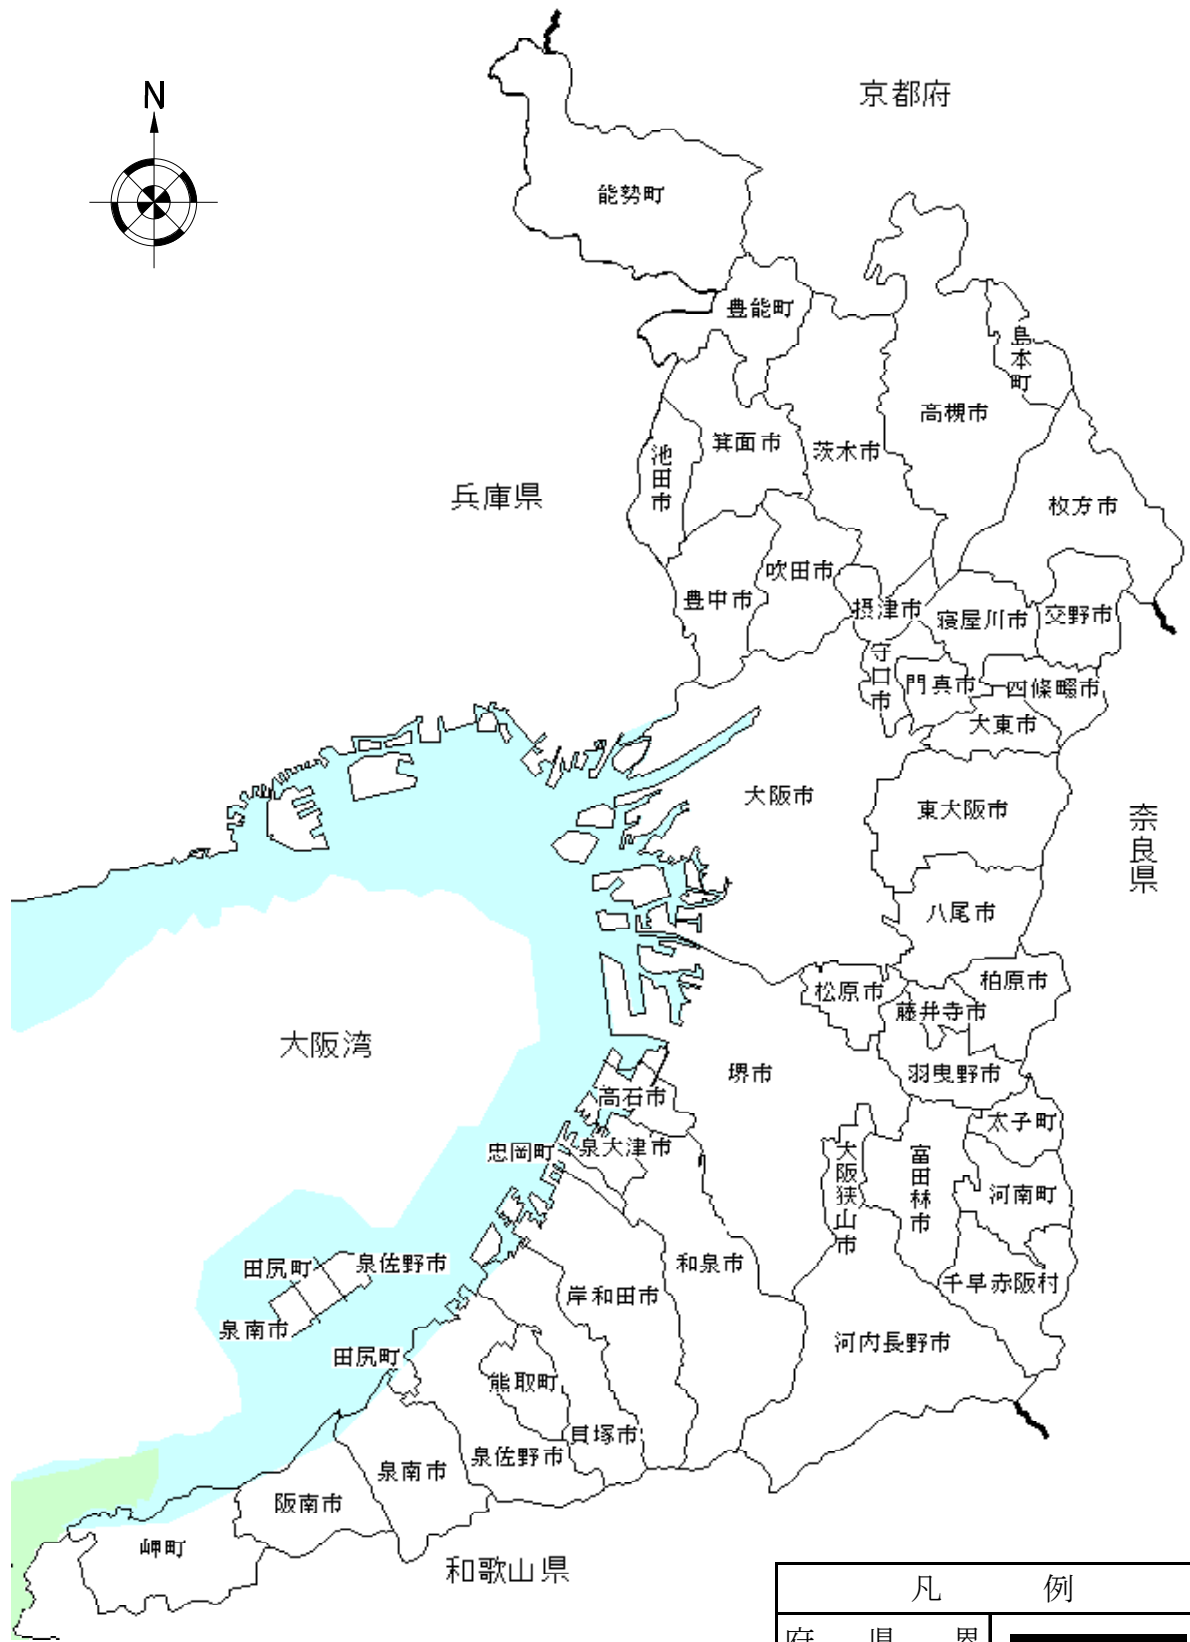 N
京都府
能勢町
豊能町
島本町
高槻市
箕面市
茨木市
池田市
兵庫県
枚方市
吹田市
豊中市
摂津市
寝屋川市
交野市
守口市
門真市
四條畷市
大東市
大阪市
東大阪市
奈良県
八尾市
柏原市
松原市
藤井寺市
大阪湾
堺市
羽曳野市
高石市
太子町
忠岡町
泉大津市
大阪狭山市
富田林市
河南町
田尻町
泉佐野市
和泉市
千早赤阪村
岸和田市
泉南市
河内長野市
田尻町
熊取町
貝塚市
泉佐野市
泉南市
阪南市
岬町
和歌山県
凡例
府県界